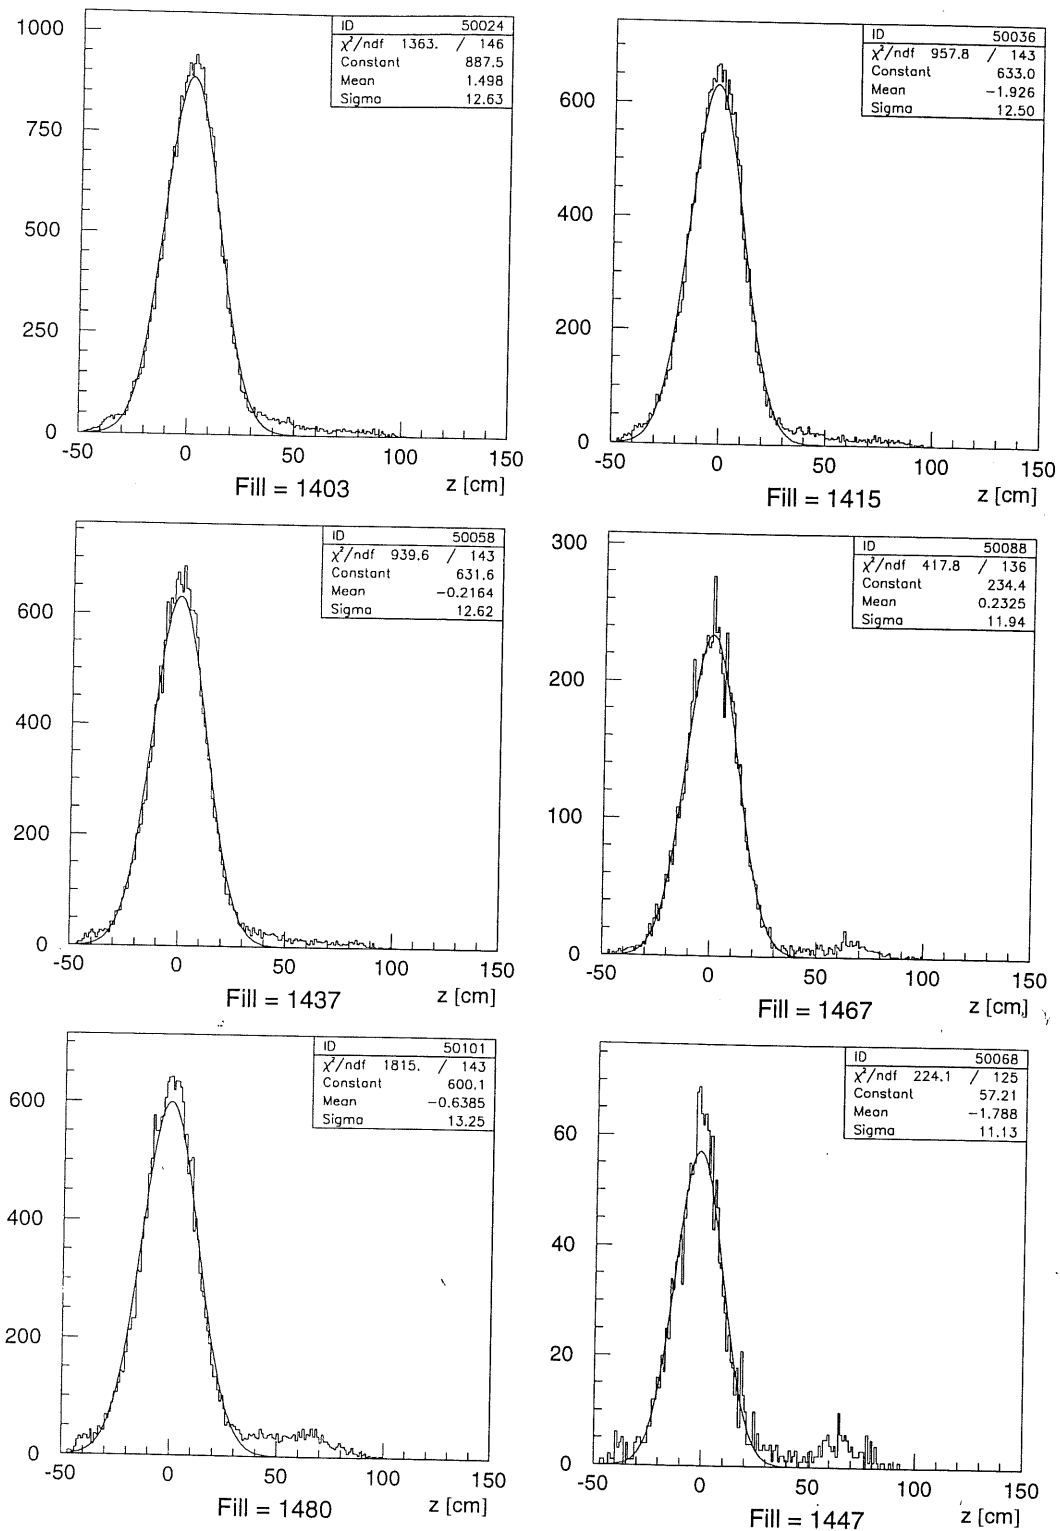 1000
750
500
250
0
-50 0 50 100 150
Fill = 1403 z [cm]
ID 50024
χ²/ndf 1363. / 146
Constant 887.5
Mean 1.498
Sigma 12.63
600
400
200
0
-50 0 50 100 150
Fill = 1415 z [cm]
ID 50036
χ²/ndf 957.8 / 143
Constant 633.0
Mean -1.926
Sigma 12.50
600
400
200
0
-50 0 50 100 150
Fill = 1437 z [cm]
ID 50058
χ²/ndf 939.6 / 143
Constant 631.6
Mean -0.2164
Sigma 12.62
300
200
100
0
-50 0 50 100 150
Fill = 1467 z [cm]
ID 50088
χ²/ndf 417.8 / 136
Constant 234.4
Mean 0.2325
Sigma 11.94
600
400
200
0
-50 0 50 100 150
Fill = 1480 z [cm]
ID 50101
χ²/ndf 1815. / 143
Constant 600.1
Mean -0.6385
Sigma 13.25
60
40
20
0
-50 0 50 100 150
Fill = 1447 z [cm]
ID 50068
χ²/ndf 224.1 / 125
Constant 57.21
Mean -1.788
Sigma 11.13